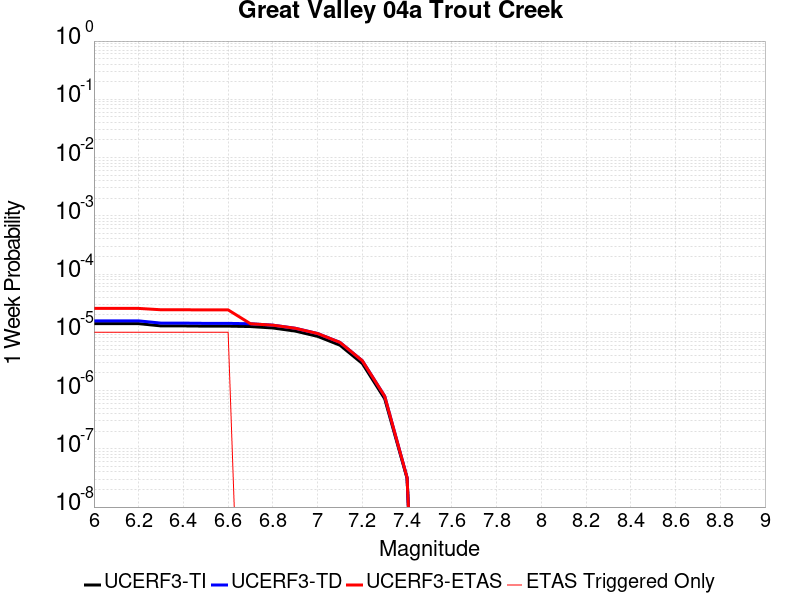 Great Valley 04a Trout Creek
10^0
10^-1
10^-2
10^-3
10^-4
10^-5
10^-6
10^-7
10^-8
1 Week Probability
6 6.2 6.4 6.6 6.8 7 7.2 7.4 7.6 7.8 8 8.2 8.4 8.6 8.8 9
Magnitude
UCERF3-TI UCERF3-TD UCERF3-ETAS ETAS Triggered Only